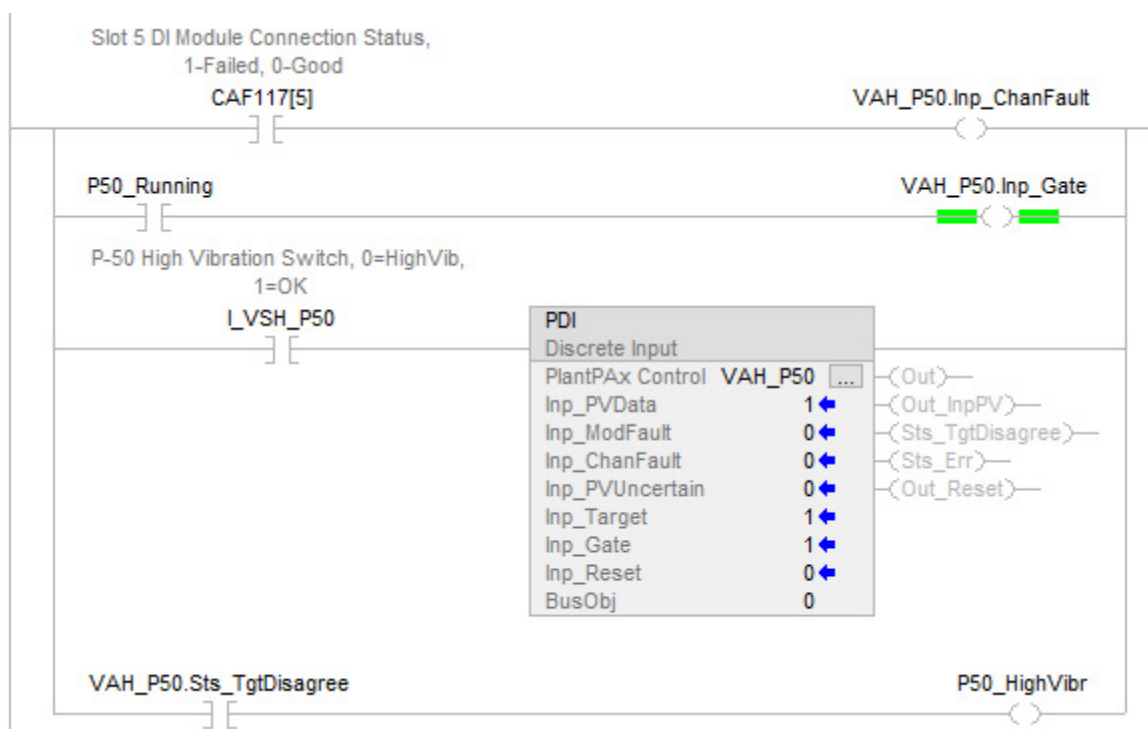 Slot 5 DI Module Connection Status,
1-Failed, 0-Good
CAF117[5]
VAH_P50.Inp_ChanFault
P50_Running
VAH_P50.Inp_Gate
P-50 High Vibration Switch, 0=HighVib,
1=OK
I_VSH_P50
PDI
Discrete Input
PlantPAx Control VAH_P50 ...
Out
Inp_PVData 1
Out_InpPV
Inp_ModFault 0
Sts_TgtDisagree
Inp_ChanFault 0
Sts_Err
Inp_PVUncertain 0
Out_Reset
Inp_Target 1
Inp_Gate 1
Inp_Reset 0
BusObj 0
VAH_P50.Sts_TgtDisagree
P50_HighVibr